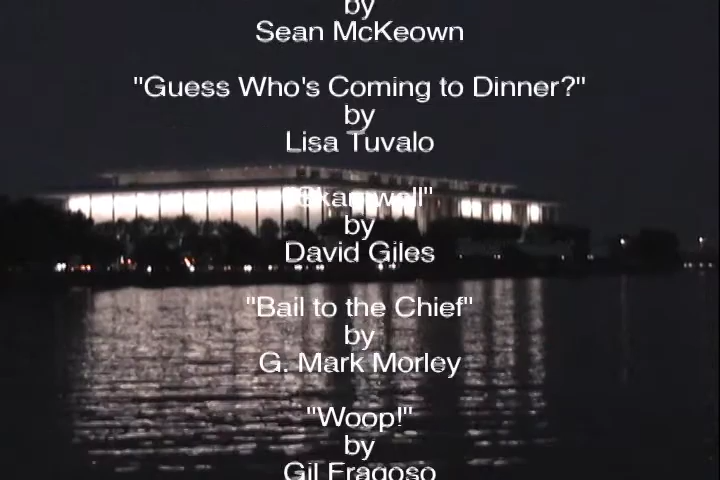 by
Sean McKeown
"Guess Who's Coming to Dinner?"
by
Lisa Tuvalo
by
David Giles
"Bail to the Chief"
by
G. Mark Morley
"Woop!"
by
Gil Fragoso